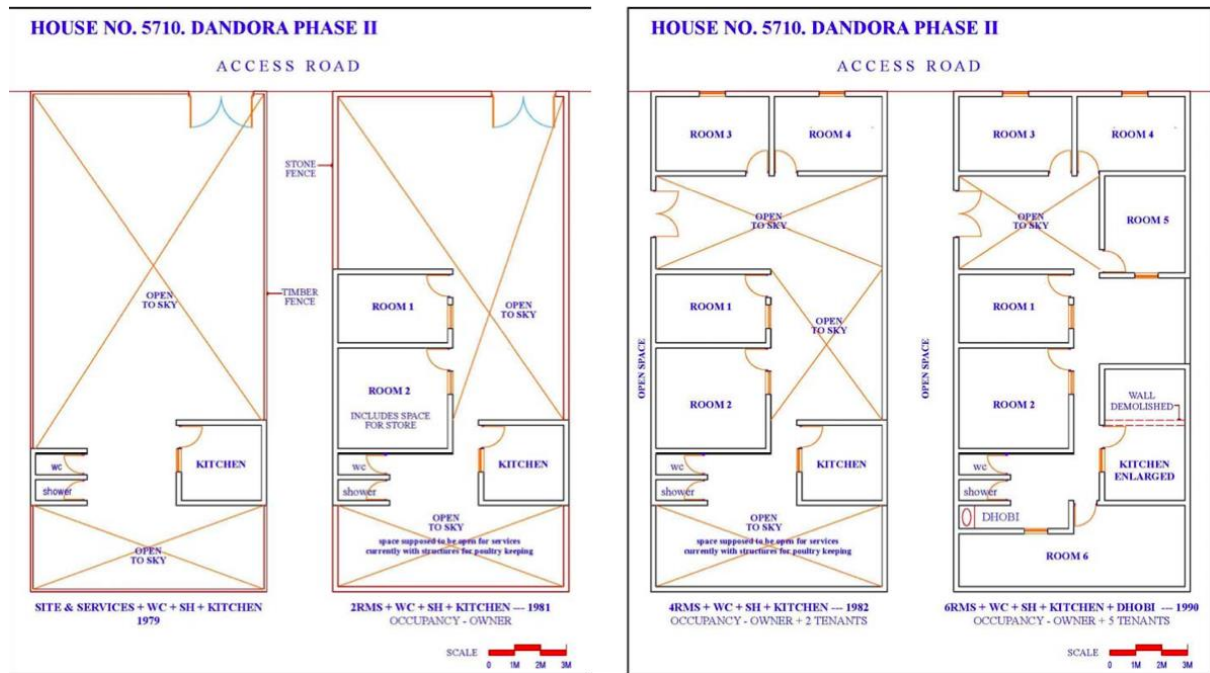 HOUSE NO. 5710. DANDORA PHASE II
ACCESS ROAD
STONE
FENCE
TIMBER
FENCE
OPEN
TO SKY
wc
shower
KITCHEN
OPEN
TO SKY
SITE & SERVICES + WC + SH + KITCHEN
1979
ROOM 1
OPEN
TO SKY
ROOM 2
INCLUDES SPACE
FOR STORE
wc
shower
KITCHEN
OPEN
TO SKY
space supposed to be open for services
currently with structures for poultry keeping
2RMS + WC + SH + KITCHEN --- 1981
OCCUPANCY - OWNER
SCALE
0 1M 2M 3M
HOUSE NO. 5710. DANDORA PHASE II
ACCESS ROAD
ROOM 3
ROOM 4
OPEN
TO SKY
ROOM 1
OPEN
TO SKY
OPEN SPACE
ROOM 2
wc
shower
KITCHEN
OPEN
TO SKY
space supposed to be open for services
currently with structures for poultry keeping
4RMS + WC + SH + KITCHEN --- 1982
OCCUPANCY - OWNER + 2 TENANTS
ROOM 3
ROOM 4
OPEN
TO SKY
ROOM 5
ROOM 1
OPEN SPACE
ROOM 2
WALL
DEMOLISHED
wc
shower
KITCHEN
ENLARGED
DHOBI
ROOM 6
6RMS + WC + SH + KITCHEN + DHOBI --- 1990
OCCUPANCY - OWNER + 5 TENANTS
SCALE
0 1M 2M 3M